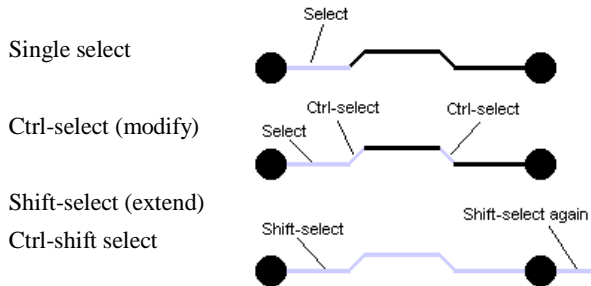 Select
Single select
Ctrl-select
Ctrl-select
Ctrl-select (modify)
Select
Shift-select (extend)
Shift-select again
Shift-select
Ctrl-shift select